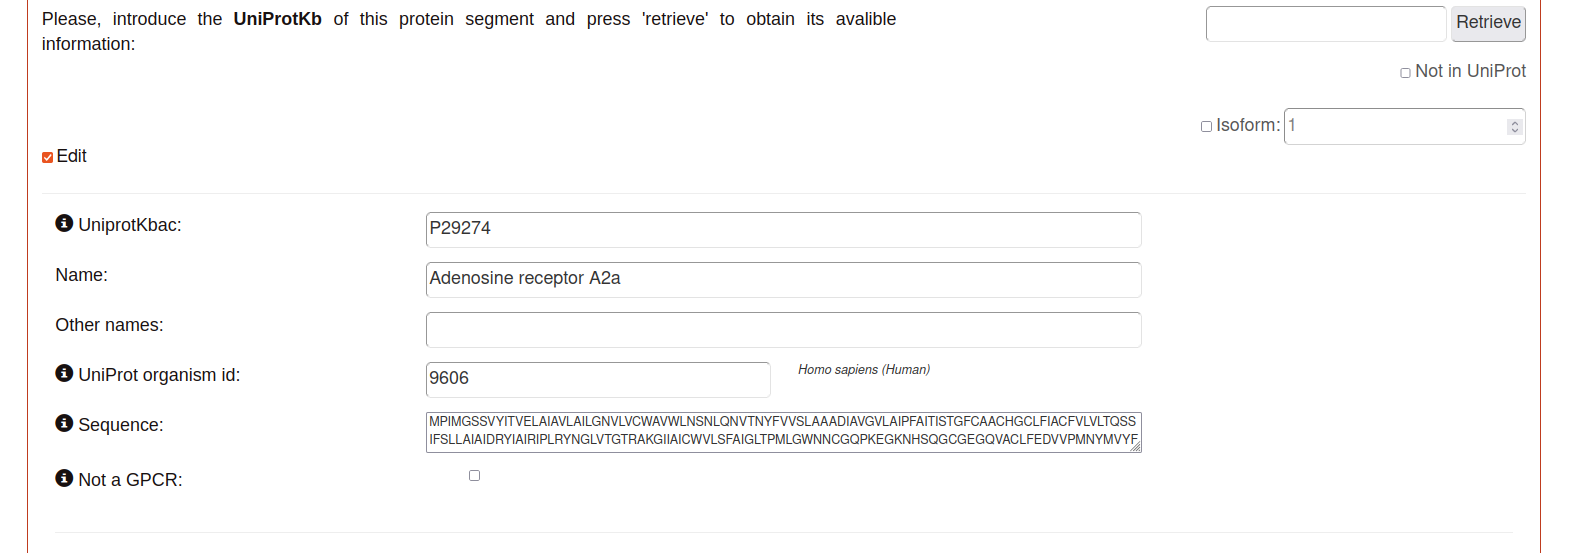 Please, introduce the UniProtKb of this protein segment and press 'retrieve' to obtain its avalible
information:
Retrieve
Not in UniProt
Isoform: 1
Edit
UniprotKbac: P29274
Name: Adenosine receptor A2a
Other names:
UniProt organism id: 9606 Homo sapiens (Human)
Sequence: MPIMGSSVYITVELAIAVLAILGNVLVCWAVWLNSNLQNVTNYFVVSLAAADIAVGVLAIPFAITISTGFCAACHGCLFIACFVLVLTQSS
IFSLLAIAIDRYIAIRIPLRYNGLVTGTRAKGIIAICWVLSFAIGLTPMLGWNNCGQPKEGKNHSQGCGEGQVACLFEDVVPMNYMVYF
Not a GPCR: